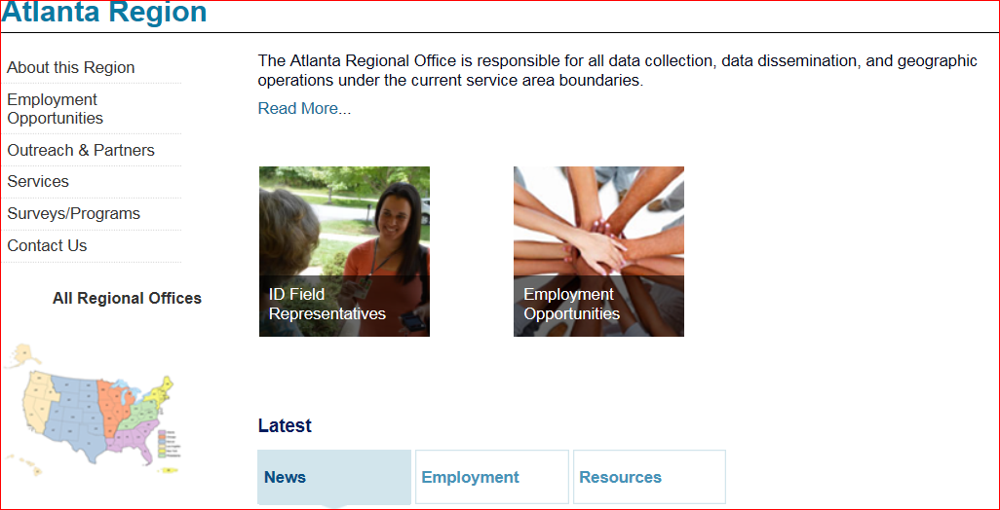 Atlanta Region
About this Region
Employment
Opportunities
Outreach & Partners
Services
Surveys/Programs
Contact Us
All Regional Offices
The Atlanta Regional Office is responsible for all data collection, data dissemination, and geographic
operations under the current service area boundaries.
Read More...
ID Field
Representatives
Employment
Opportunities
Latest
News
Employment
Resources